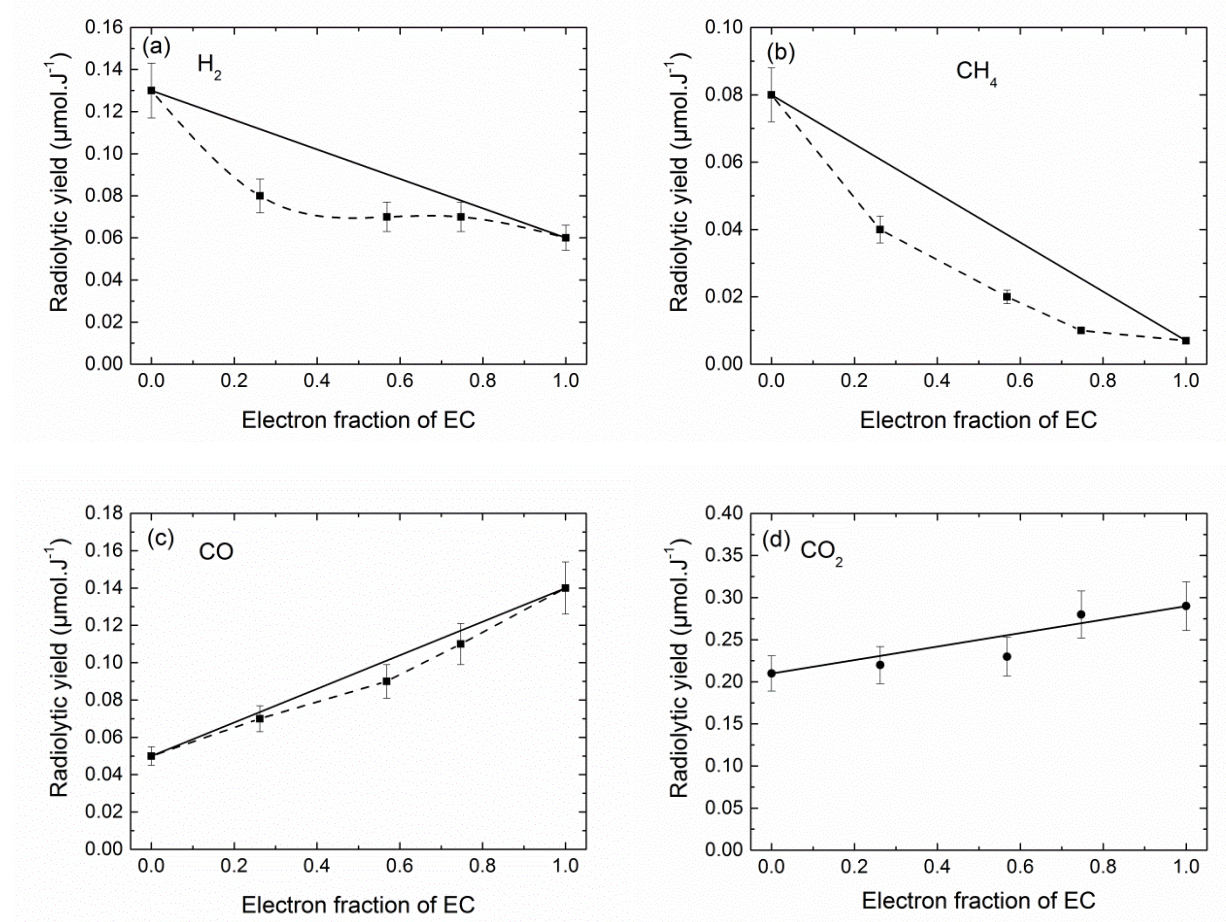 (a)
H₂
Radiolytic yield (µmol.J⁻¹)
0.16
0.14
0.12
0.10
0.08
0.06
0.04
0.02
0.00
0.0 0.2 0.4 0.6 0.8 1.0
Electron fraction of EC
(b)
CH₄
Radiolytic yield (µmol.J⁻¹)
0.10
0.08
0.06
0.04
0.02
0.00
0.0 0.2 0.4 0.6 0.8 1.0
Electron fraction of EC
(c)
CO
Radiolytic yield (µmol.J⁻¹)
0.18
0.16
0.14
0.12
0.10
0.08
0.06
0.04
0.02
0.00
0.0 0.2 0.4 0.6 0.8 1.0
Electron fraction of EC
(d)
CO₂
Radiolytic yield (µmol.J⁻¹)
0.40
0.35
0.30
0.25
0.20
0.15
0.10
0.05
0.00
0.0 0.2 0.4 0.6 0.8 1.0
Electron fraction of EC